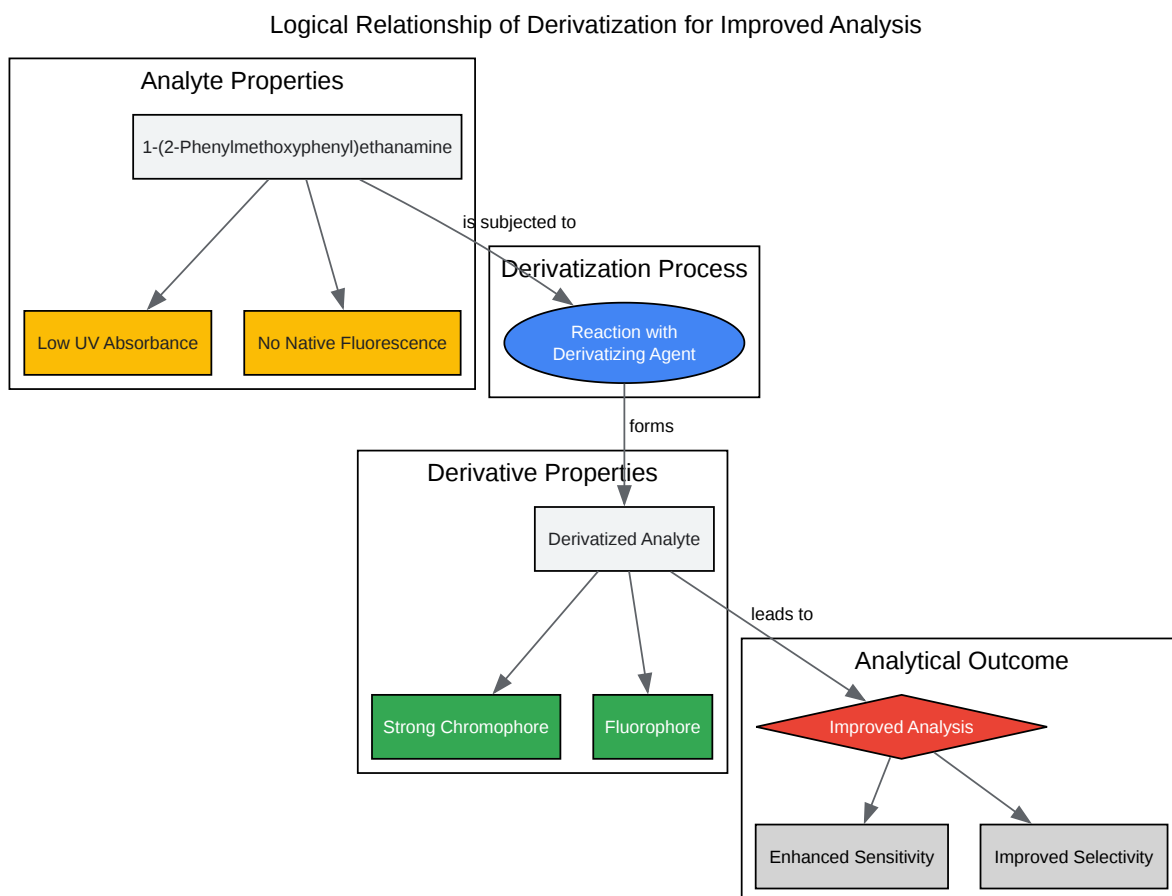 Logical Relationship of Derivatization for Improved Analysis
Analyte Properties
1-(2-Phenylmethoxyphenyl)ethanamine
is subjected to
Derivatization Process
Low UV Absorbance
No Native Fluorescence
Reaction with
Derivatizing Agent
forms
Derivative Properties
Derivatized Analyte
leads to
Analytical Outcome
Strong Chromophore
Fluorophore
Improved Analysis
Enhanced Sensitivity
Improved Selectivity